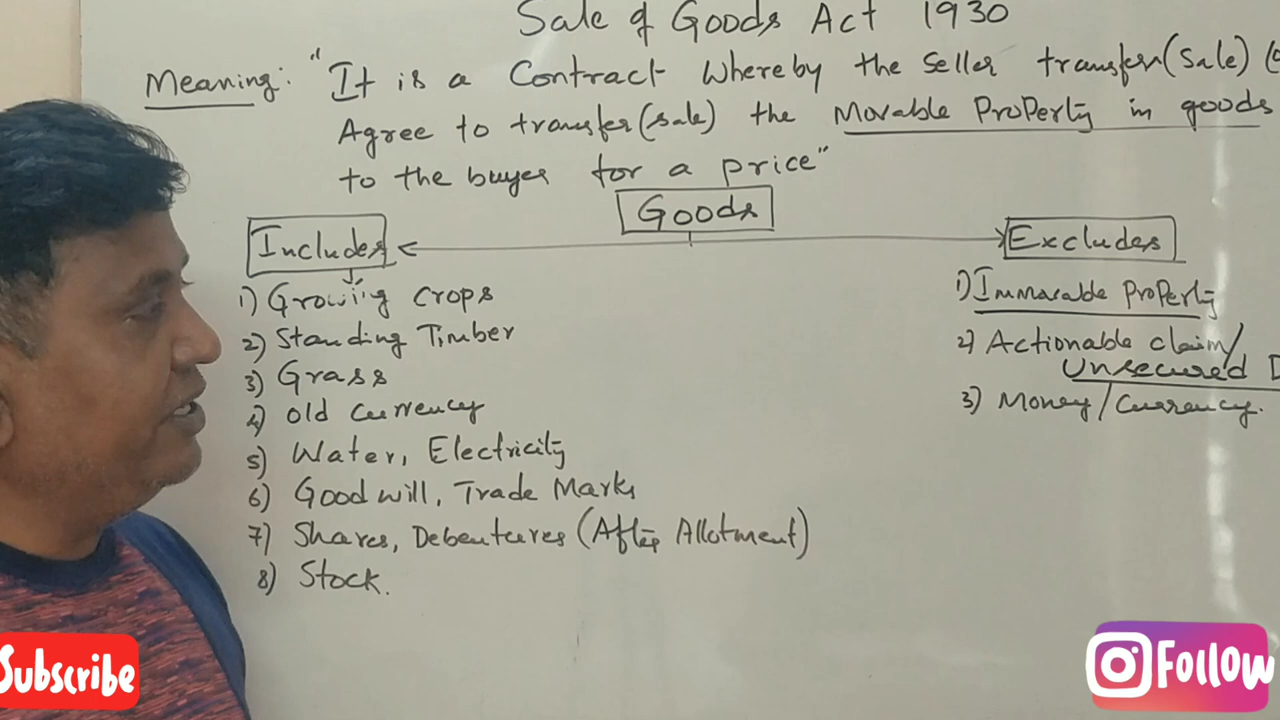 Sale of Goods Act 1930
Meaning: "It is a Contract Whereby the Seller transfer(Sale) (
Agree to transfer(sale) the Movable Property in goods
to the buyer for a price"
Goods
Includes
Excludes
1) Growing Crops
2) Standing Timber
3) Grass
4) Old Currency
5) Water, Electricity
6) Goodwill, Trade Marks
7) Shares, Debentures (After Allotment)
8) Stock.
1) Immovable Property
2) Actionable claim/
Unsecured D
3) Money/Currency.
Subscribe
Follow